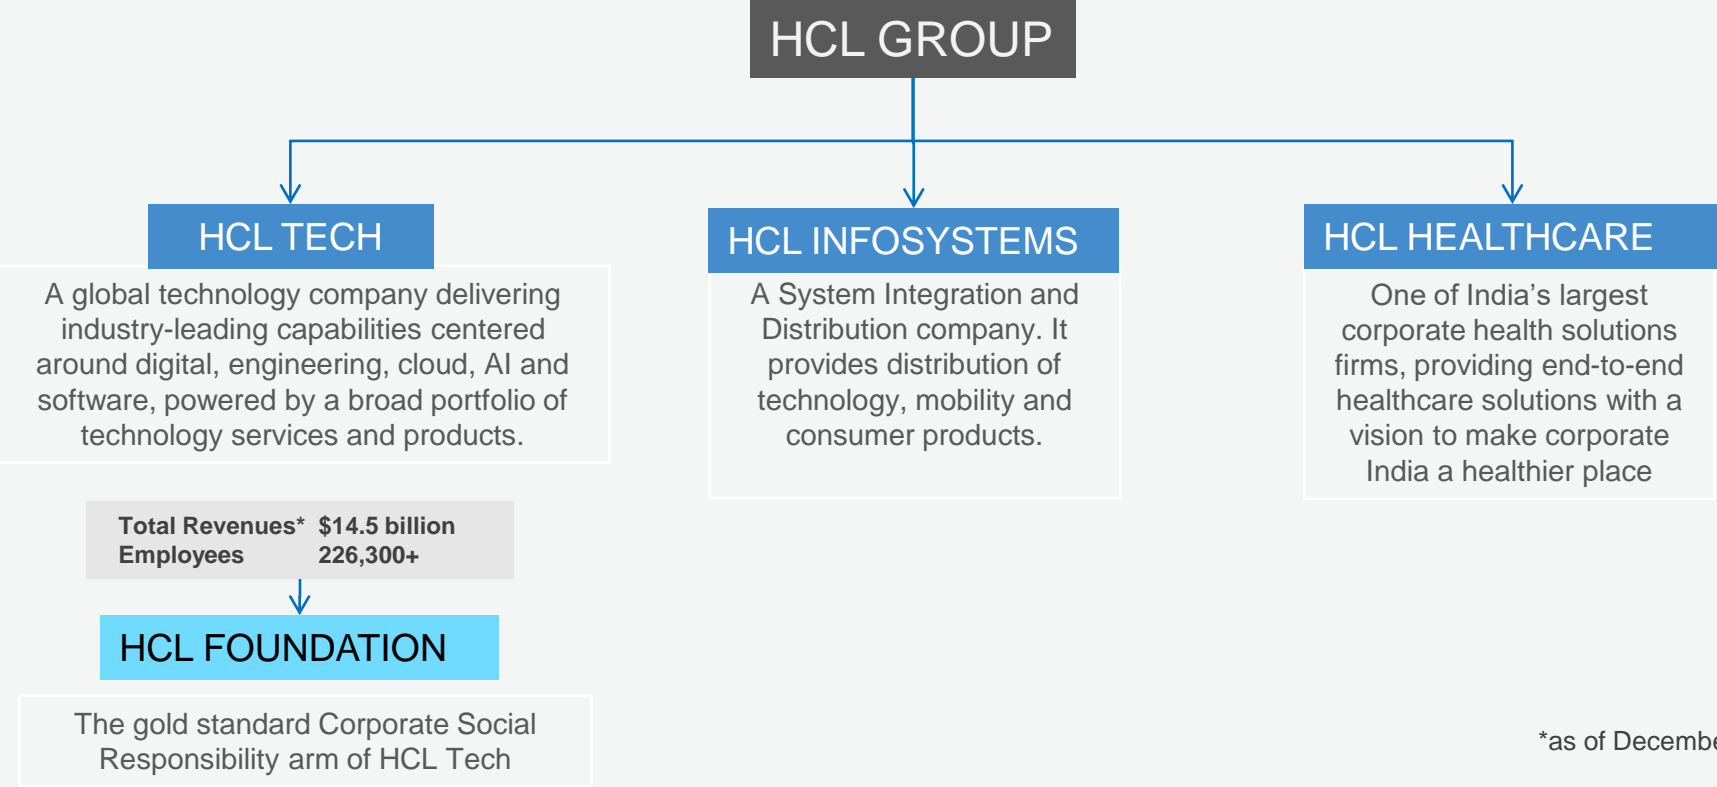 HCL GROUP
HCL TECH
A global technology company delivering
industry-leading capabilities centered
around digital, engineering, cloud, AI and
software, powered by a broad portfolio of
technology services and products.
Total Revenues* $14.5 billion
Employees 226,300+
HCL FOUNDATION
The gold standard Corporate Social
Responsibility arm of HCL Tech
HCL INFOSYSTEMS
A System Integration and
Distribution company. It
provides distribution of
technology, mobility and
consumer products.
HCL HEALTHCARE
One of India’s largest
corporate health solutions
firms, providing end-to-end
healthcare solutions with a
vision to make corporate
India a healthier place
*as of